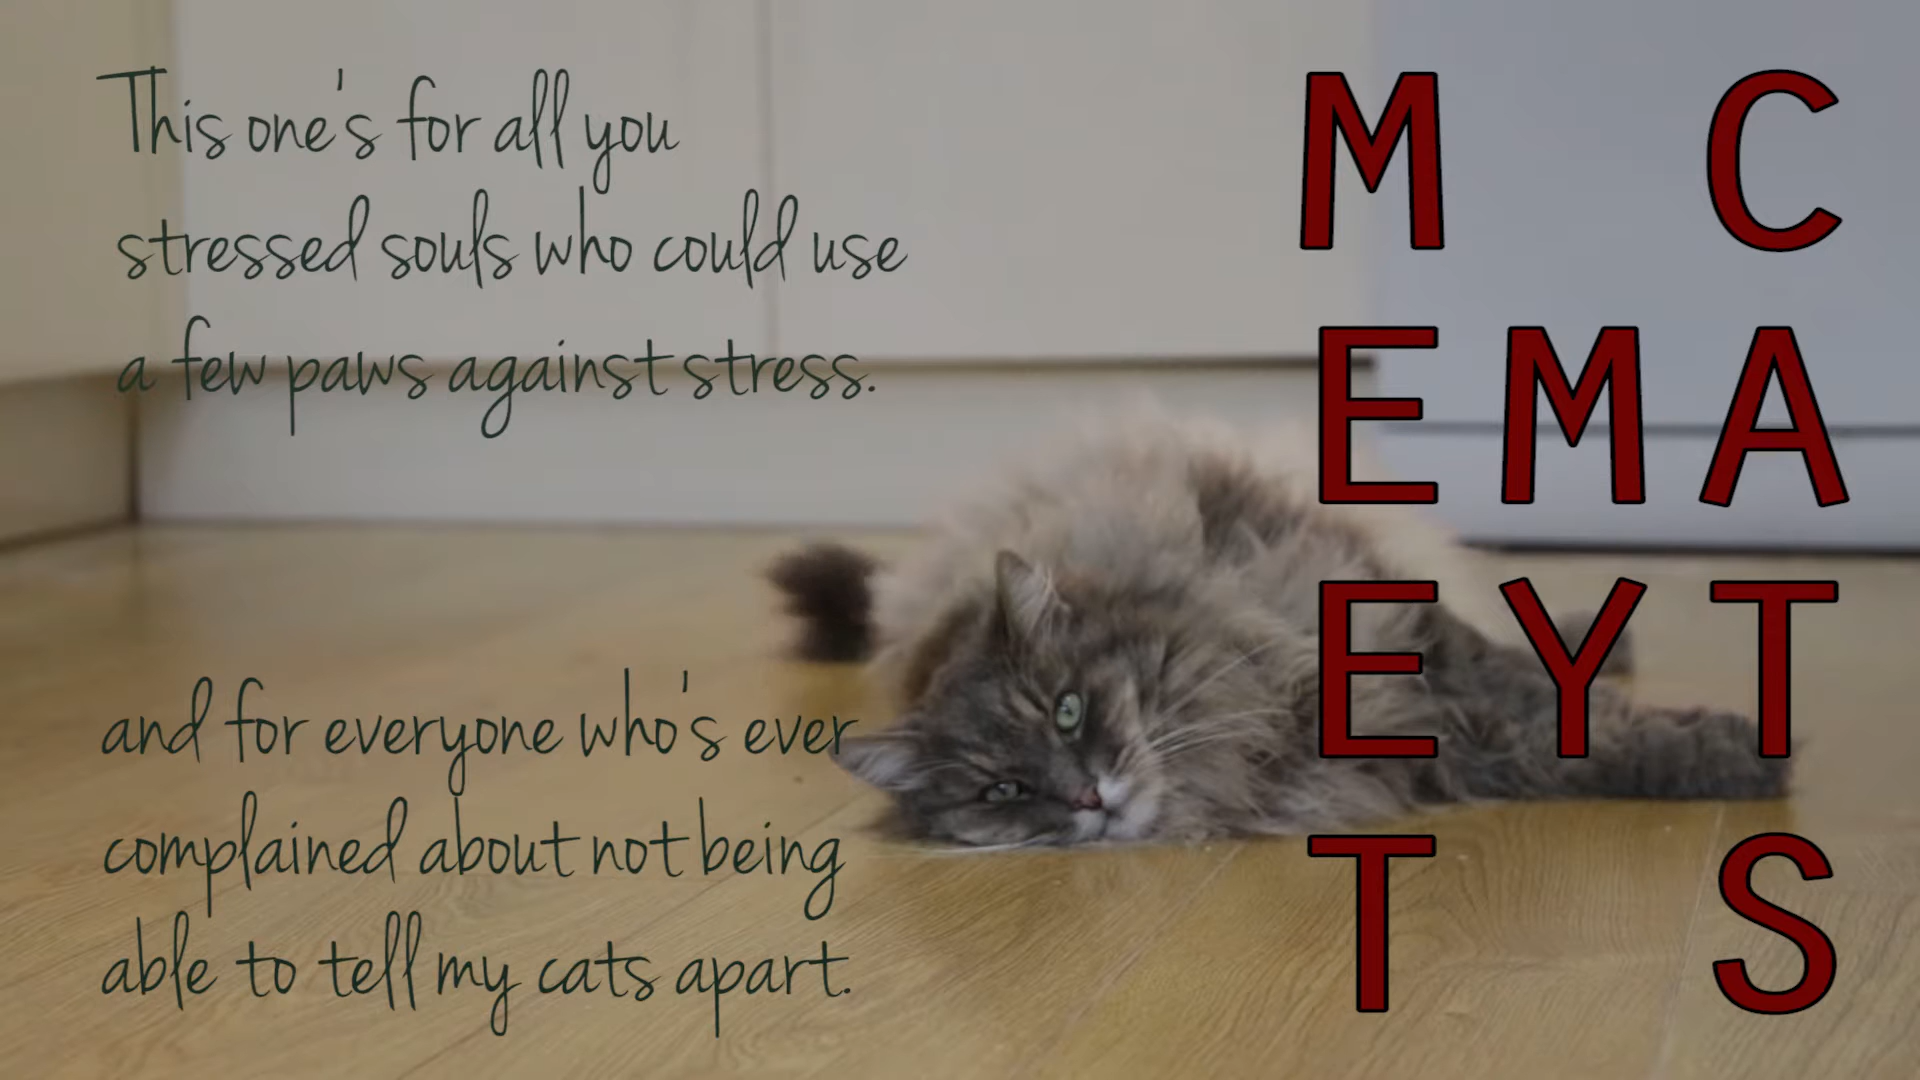 This one's for all you
stressed souls who could use
a few paws against stress.
and for everyone who's ever
complained about not being
able to tell my cats apart.
MEET
MY
CATS